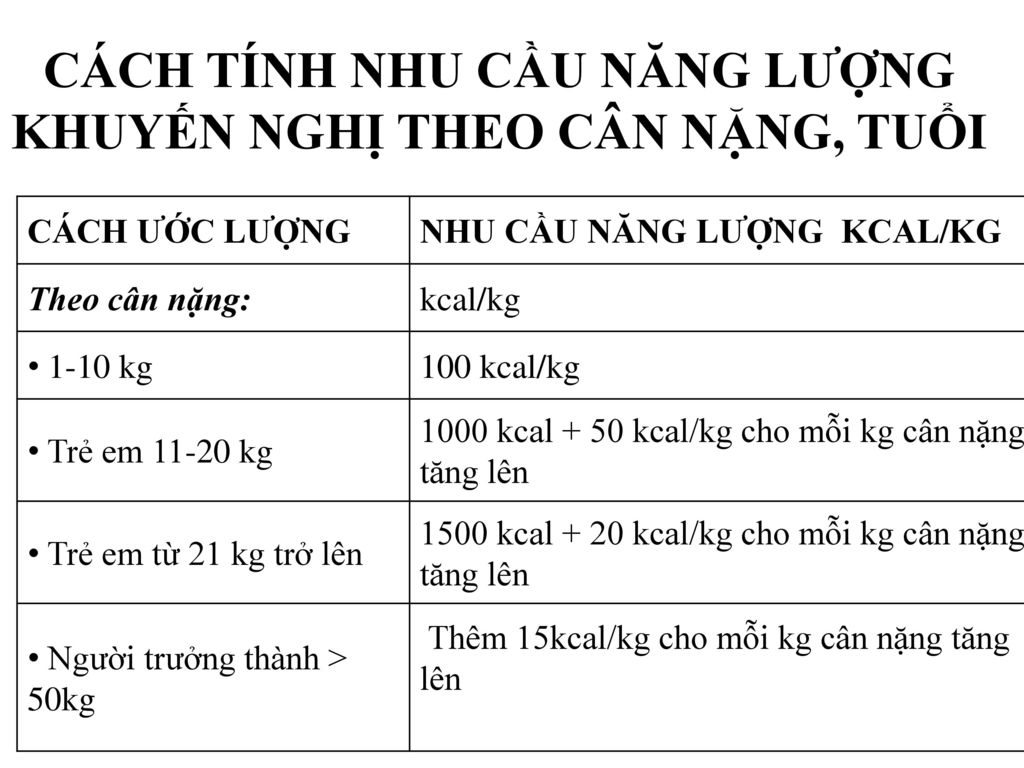 CÁCH TÍNH NHU CẦU NĂNG LƯỢNG
KHUYẾN NGHỊ THEO CÂN NẶNG, TUỔI
CÁCH ƯỚC LƯỢNG
NHU CẦU NĂNG LƯỢNG KCAL/KG
Theo cân nặng:
kcal/kg
• 1-10 kg
100 kcal/kg
• Trẻ em 11-20 kg
1000 kcal + 50 kcal/kg cho mỗi kg cân nặng
tăng lên
• Trẻ em từ 21 kg trở lên
1500 kcal + 20 kcal/kg cho mỗi kg cân nặng
tăng lên
• Người trưởng thành >
50kg
Thêm 15kcal/kg cho mỗi kg cân nặng tăng
lên